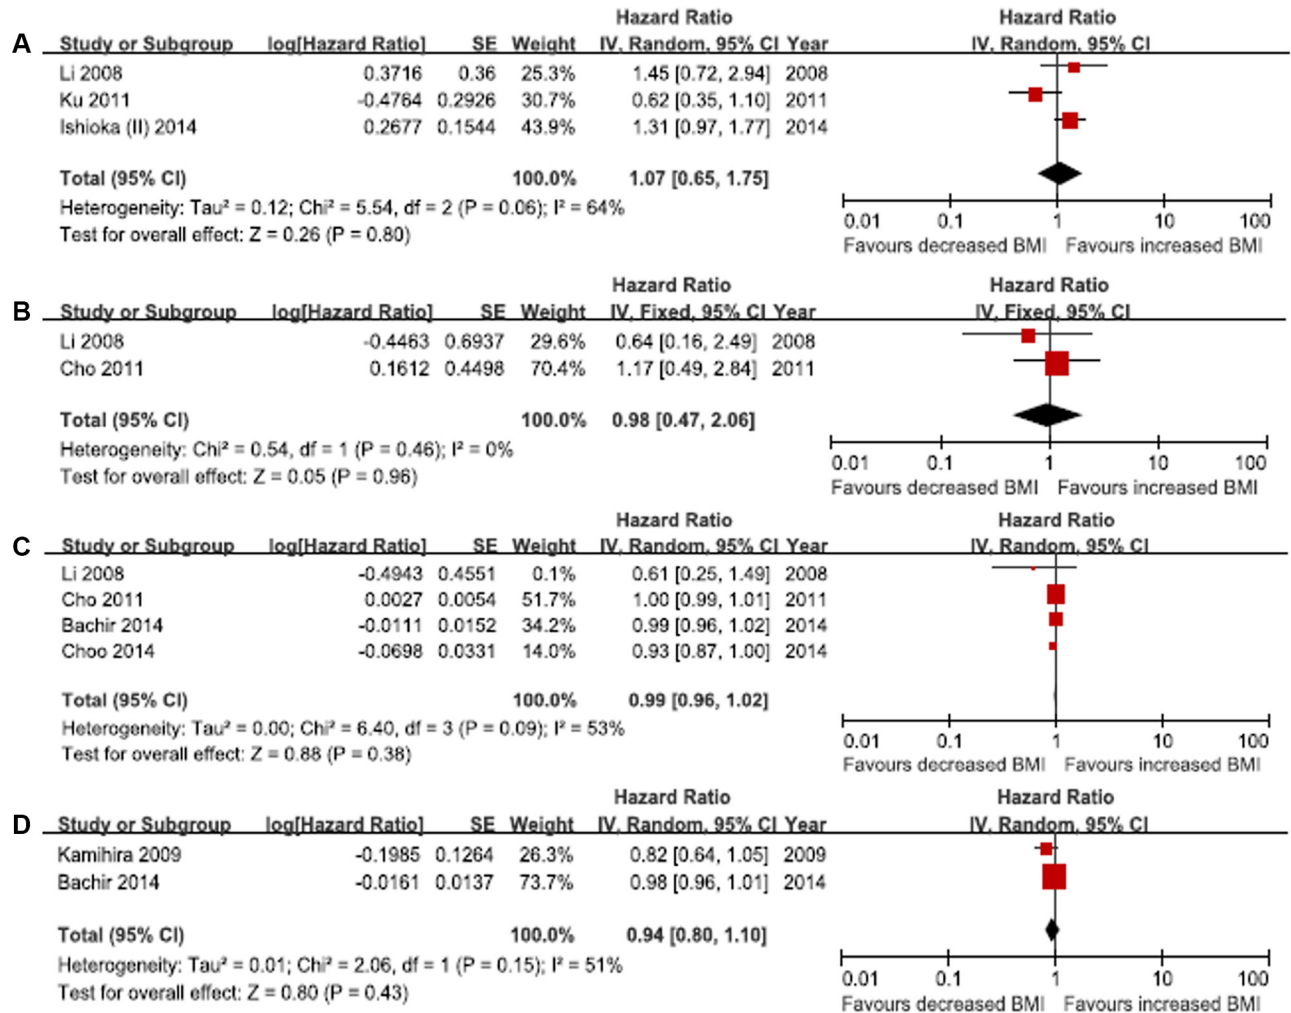 Hazard Ratio Hazard Ratio
A Study or Subgroup log[Hazard Ratio] SE Weight IV, Random, 95% CI Year IV, Random, 95% CI
Li 2008 0.3716 0.36 25.3% 1.45 [0.72, 2.94] 2008
Ku 2011 -0.4764 0.2926 30.7% 0.62 [0.35, 1.10] 2011
Ishioka (II) 2014 0.2677 0.1544 43.9% 1.31 [0.97, 1.77] 2014
Total (95% CI) 100.0% 1.07 [0.65, 1.75]
Heterogeneity: Tau² = 0.12; Chi² = 5.54, df = 2 (P = 0.06); I² = 64%
Test for overall effect: Z = 0.26 (P = 0.80)
0.01 0.1 1 10 100
Favours decreased BMI Favours increased BMI
Hazard Ratio Hazard Ratio
B Study or Subgroup log[Hazard Ratio] SE Weight IV, Fixed, 95% CI Year IV, Fixed, 95% CI
Li 2008 -0.4463 0.6937 29.6% 0.64 [0.16, 2.49] 2008
Cho 2011 0.1612 0.4498 70.4% 1.17 [0.49, 2.84] 2011
Total (95% CI) 100.0% 0.98 [0.47, 2.06]
Heterogeneity: Chi² = 0.54, df = 1 (P = 0.46); I² = 0%
Test for overall effect: Z = 0.05 (P = 0.96)
0.01 0.1 1 10 100
Favours decreased BMI Favours increased BMI
Hazard Ratio Hazard Ratio
C Study or Subgroup log[Hazard Ratio] SE Weight IV, Random, 95% CI Year IV, Random, 95% CI
Li 2008 -0.4943 0.4551 0.1% 0.61 [0.25, 1.49] 2008
Cho 2011 0.0027 0.0054 51.7% 1.00 [0.99, 1.01] 2011
Bachir 2014 -0.0111 0.0152 34.2% 0.99 [0.96, 1.02] 2014
Choo 2014 -0.0698 0.0331 14.0% 0.93 [0.87, 1.00] 2014
Total (95% CI) 100.0% 0.99 [0.96, 1.02]
Heterogeneity: Tau² = 0.00; Chi² = 6.40, df = 3 (P = 0.09); I² = 53%
Test for overall effect: Z = 0.88 (P = 0.38)
0.01 0.1 1 10 100
Favours decreased BMI Favours increased BMI
Hazard Ratio Hazard Ratio
D Study or Subgroup log[Hazard Ratio] SE Weight IV, Random, 95% CI Year IV, Random, 95% CI
Kamihira 2009 -0.1985 0.1264 26.3% 0.82 [0.64, 1.05] 2009
Bachir 2014 -0.0161 0.0137 73.7% 0.98 [0.96, 1.01] 2014
Total (95% CI) 100.0% 0.94 [0.80, 1.10]
Heterogeneity: Tau² = 0.01; Chi² = 2.06, df = 1 (P = 0.15); I² = 51%
Test for overall effect: Z = 0.80 (P = 0.43)
0.01 0.1 1 10 100
Favours decreased BMI Favours increased BMI